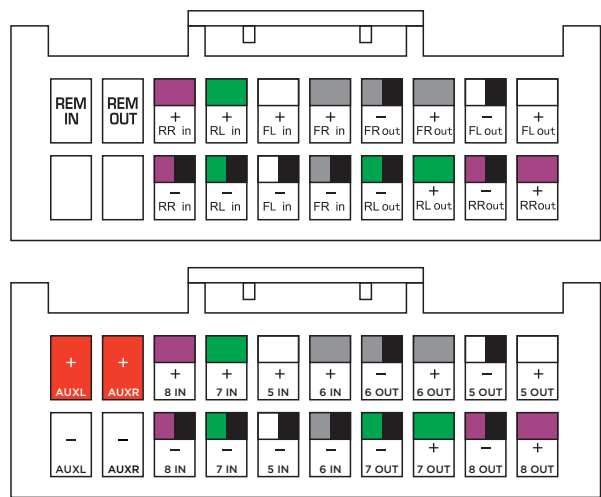 REM IN
REM OUT
+ RR in
+ RL in
+ FL in
+ FR in
− FR out
+ FR out
− FL out
+ FL out
− RR in
− RL in
− FL in
− FR in
− RL out
+ RL out
− RR out
+ RR out
+ AUXL
+ AUXR
+ 8 IN
+ 7 IN
+ 5 IN
+ 6 IN
− 6 OUT
+ 6 OUT
− 5 OUT
+ 5 OUT
− AUXL
− AUXR
− 8 IN
− 7 IN
− 5 IN
− 6 IN
− 7 OUT
+ 7 OUT
− 8 OUT
+ 8 OUT